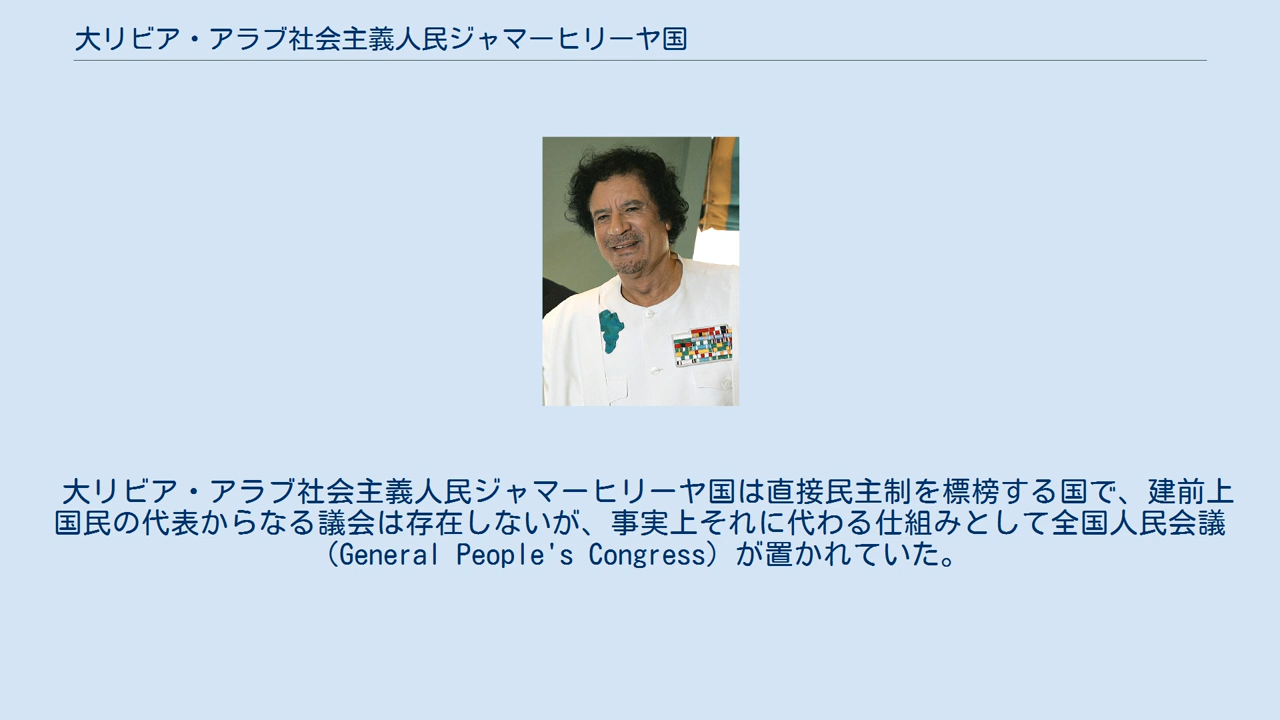 大リビア・アラブ社会主義人民ジャマーヒリーヤ国
大リビア・アラブ社会主義人民ジャマーヒリーヤ国は直接民主制を標榜する国で、建前上
国民の代表からなる議会は存在しないが、事実上それに代わる仕組みとして全国人民会議
（General People's Congress）が置かれていた。